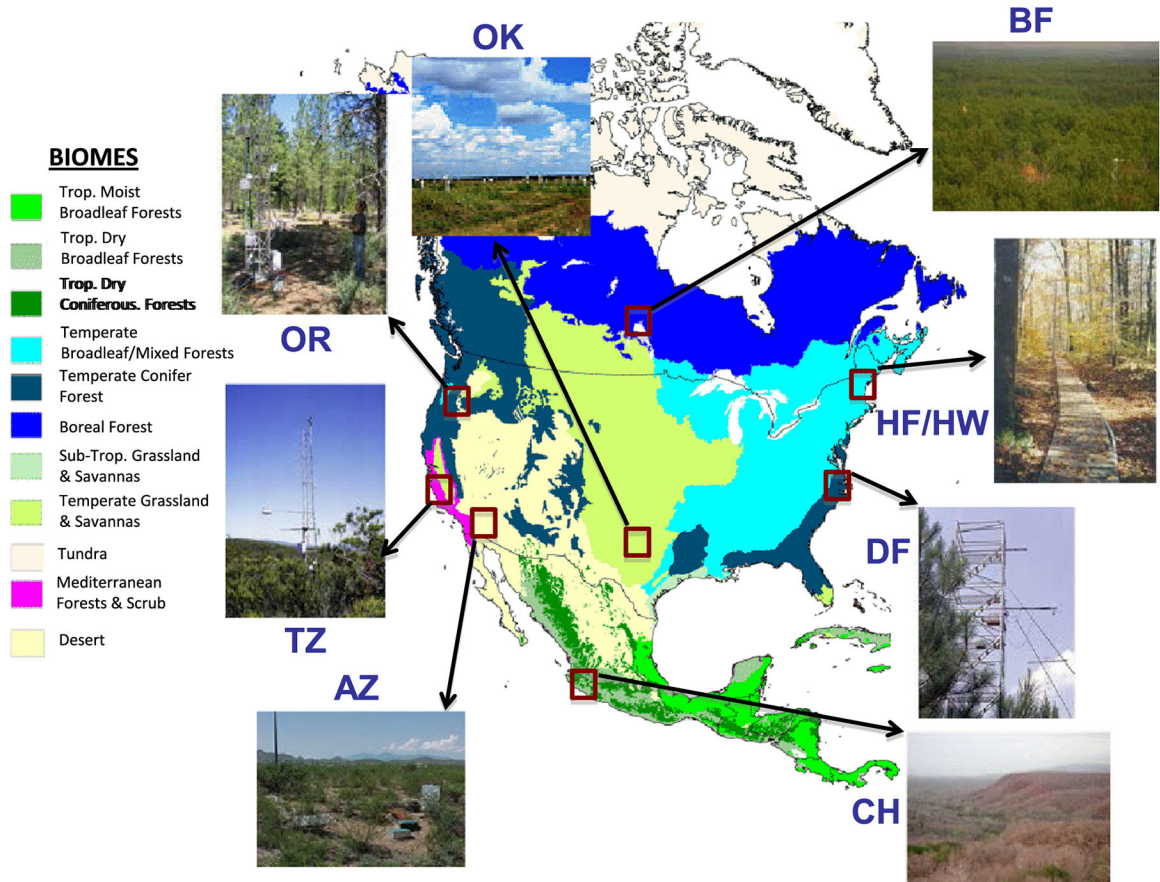 OK
BF
BIOMES
Trop. Moist
Broadleaf Forests
Trop. Dry
Broadleaf Forests
Trop. Dry
Coniferous. Forests
Temperate
Broadleaf/Mixed Forests
Temperate Conifer
Forest
Boreal Forest
Sub-Trop. Grassland
& Savannas
Temperate Grassland
& Savannas
Tundra
Mediterranean
Forests & Scrub
Desert
OR
HF/HW
TZ
DF
AZ
CH